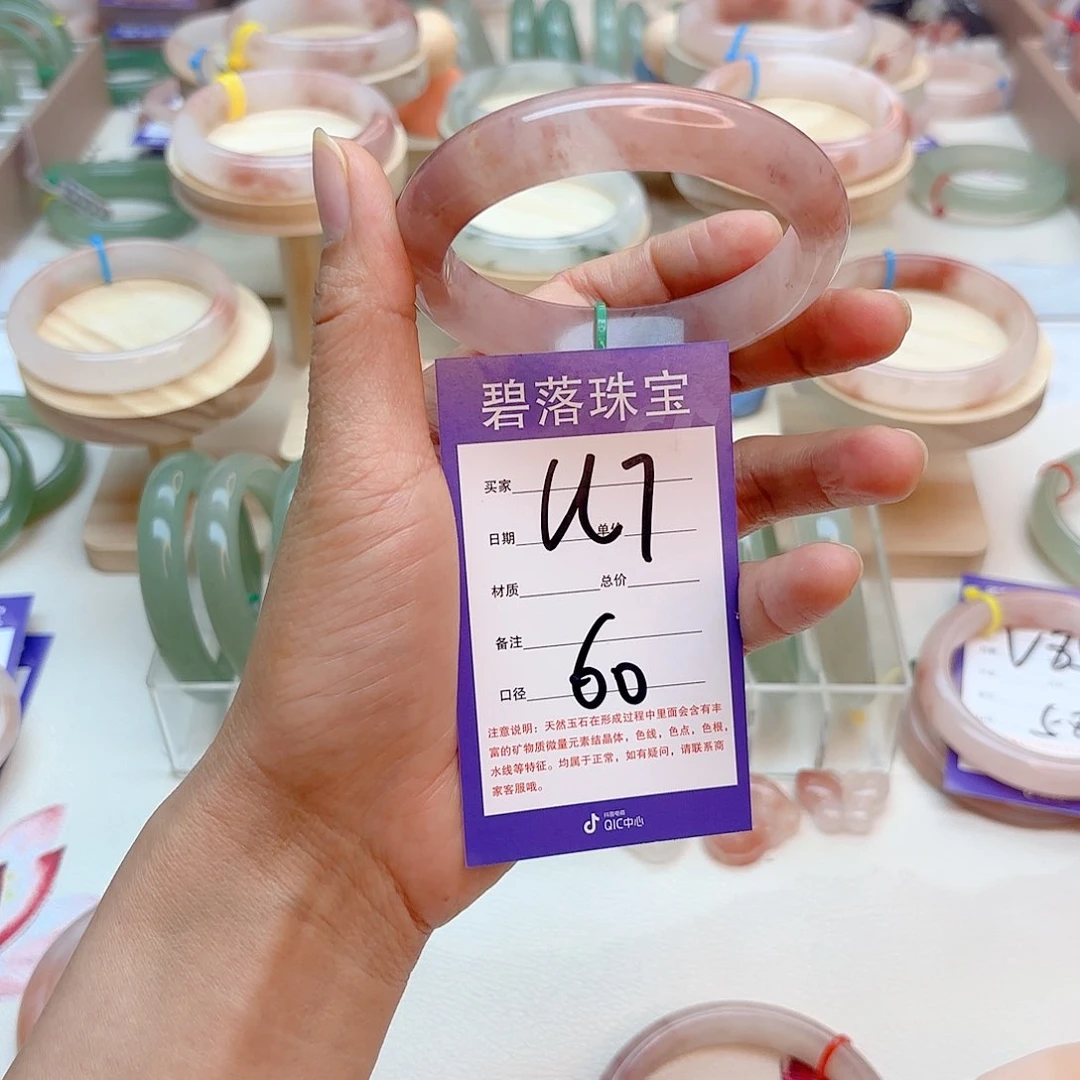 碧落珠宝
买家
U7
日期
材质 总价
备注
60
口径
注意说明：天然玉石在形成过程中里面会含有丰
富的矿物质微量元素结晶体，色线，色点，色根，
水线等特征。均属于正常，如有疑问，请联系商
家客服哦。
抖音电商
QIC中心